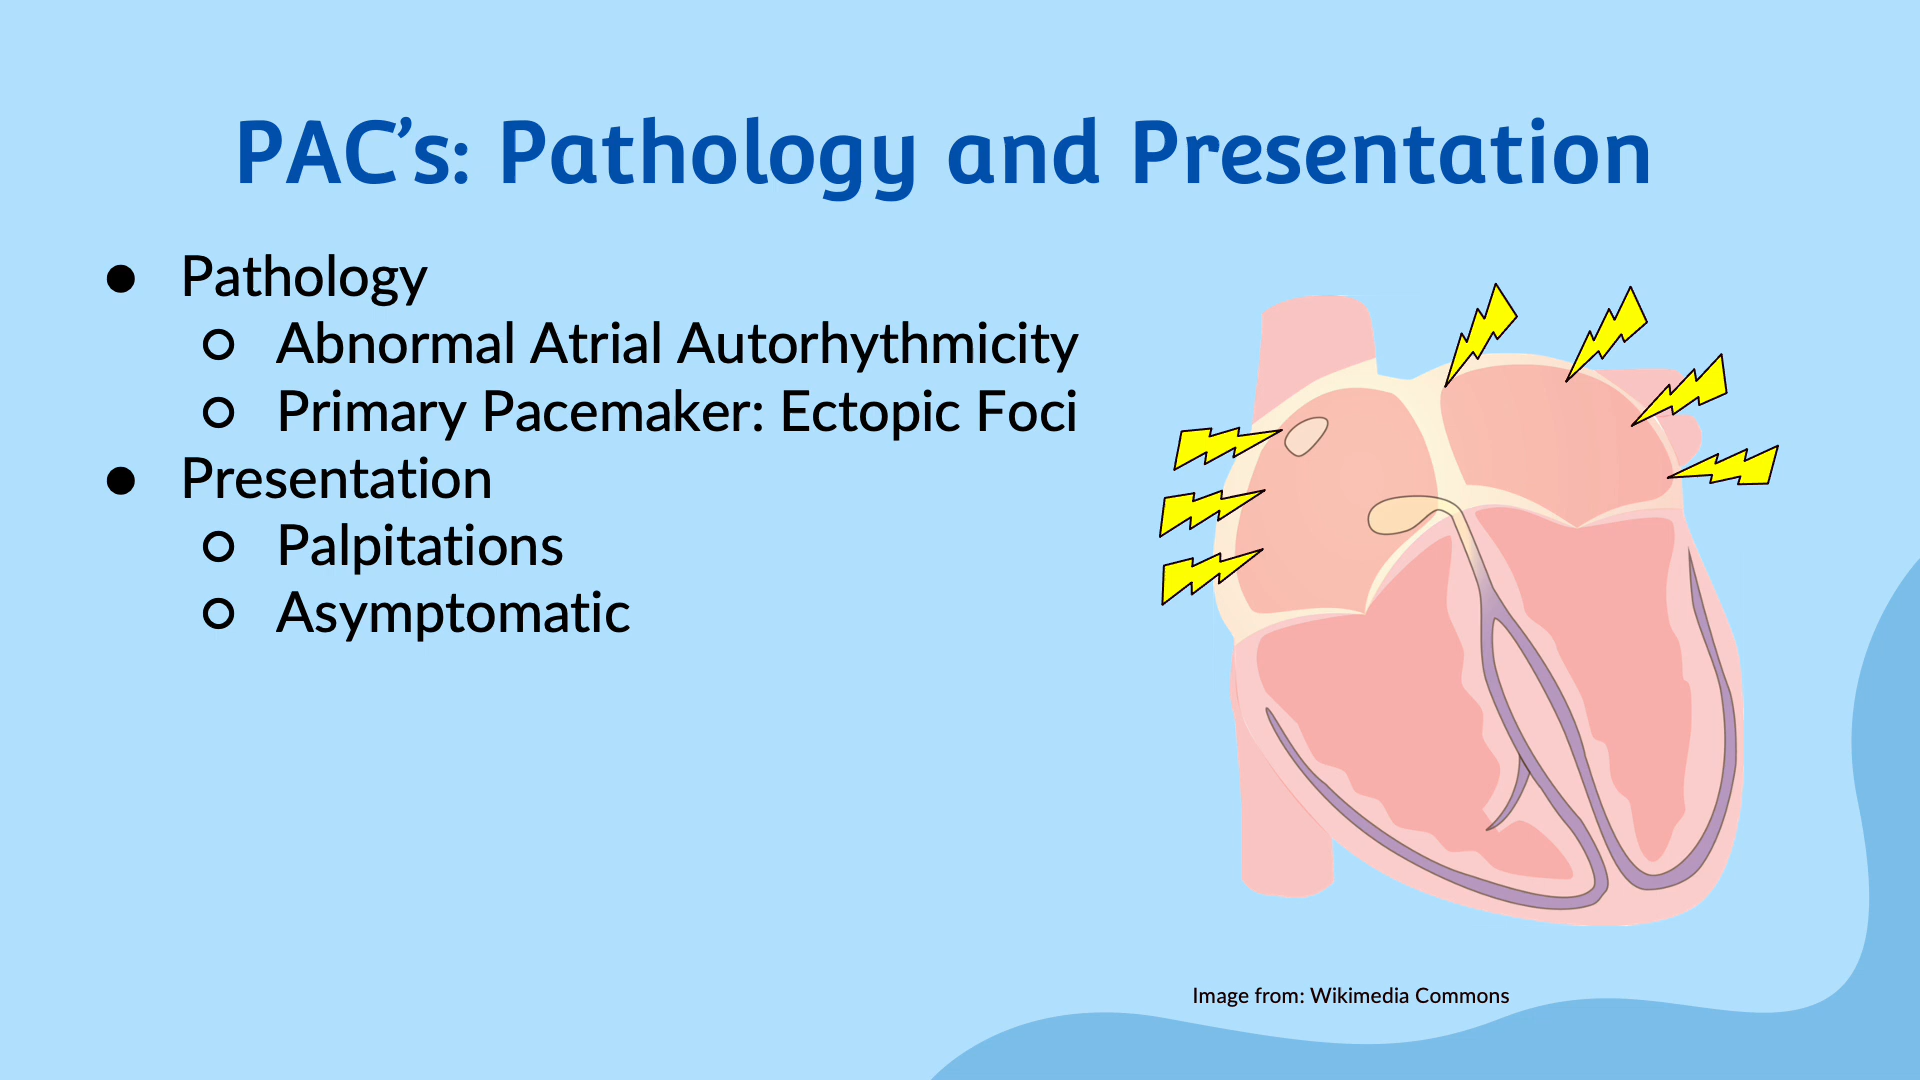 PAC’s: Pathology and Presentation
● Pathology
○ Abnormal Atrial Autorhythmicity
○ Primary Pacemaker: Ectopic Foci
● Presentation
○ Palpitations
○ Asymptomatic
Image from: Wikimedia Commons